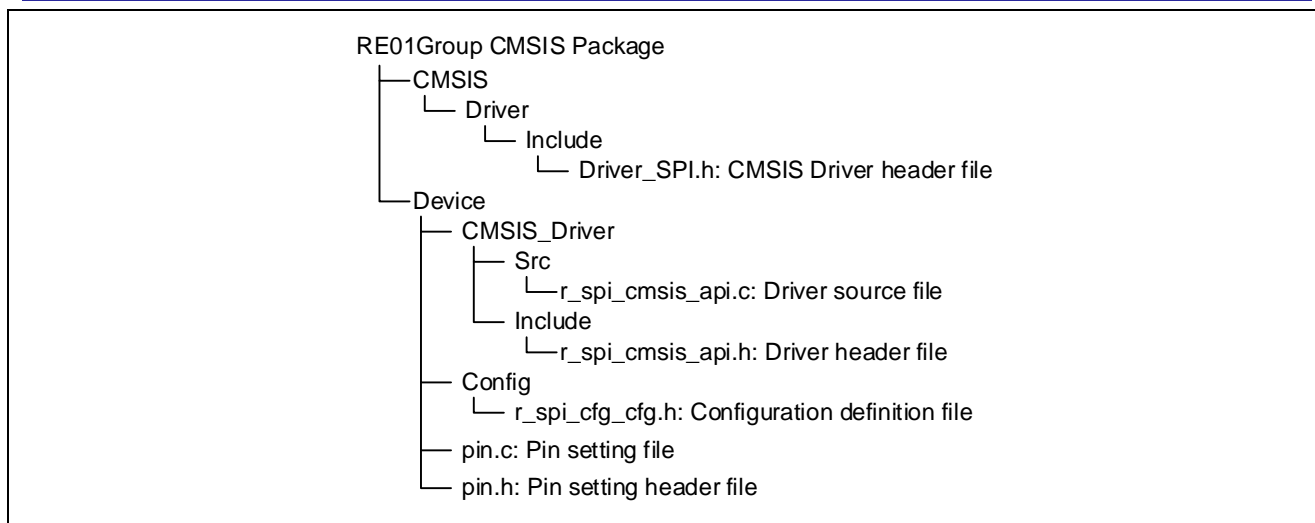 RE01Group CMSIS Package
CMSIS
Driver
Include
Driver_SPI.h: CMSIS Driver header file
Device
CMSIS_Driver
Src
r_spi_cmsis_api.c: Driver source file
Include
r_spi_cmsis_api.h: Driver header file
Config
r_spi_cfg_cfg.h: Configuration definition file
pin.c: Pin setting file
pin.h: Pin setting header file